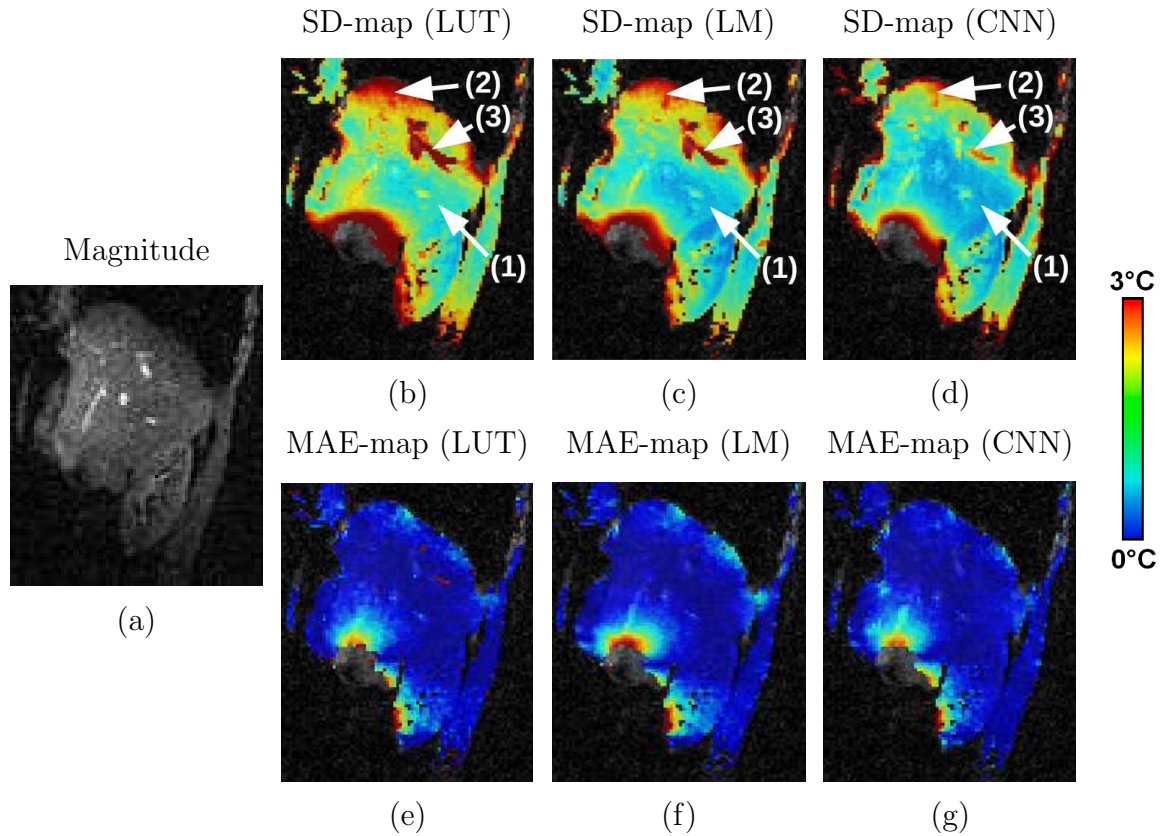 SD-map (LUT)
SD-map (LM)
SD-map (CNN)
(2)
(3)
(1)
(2)
(3)
(1)
(2)
(3)
(1)
Magnitude
3°C
0°C
(a)
(b)
(c)
(d)
MAE-map (LUT)
MAE-map (LM)
MAE-map (CNN)
(e)
(f)
(g)